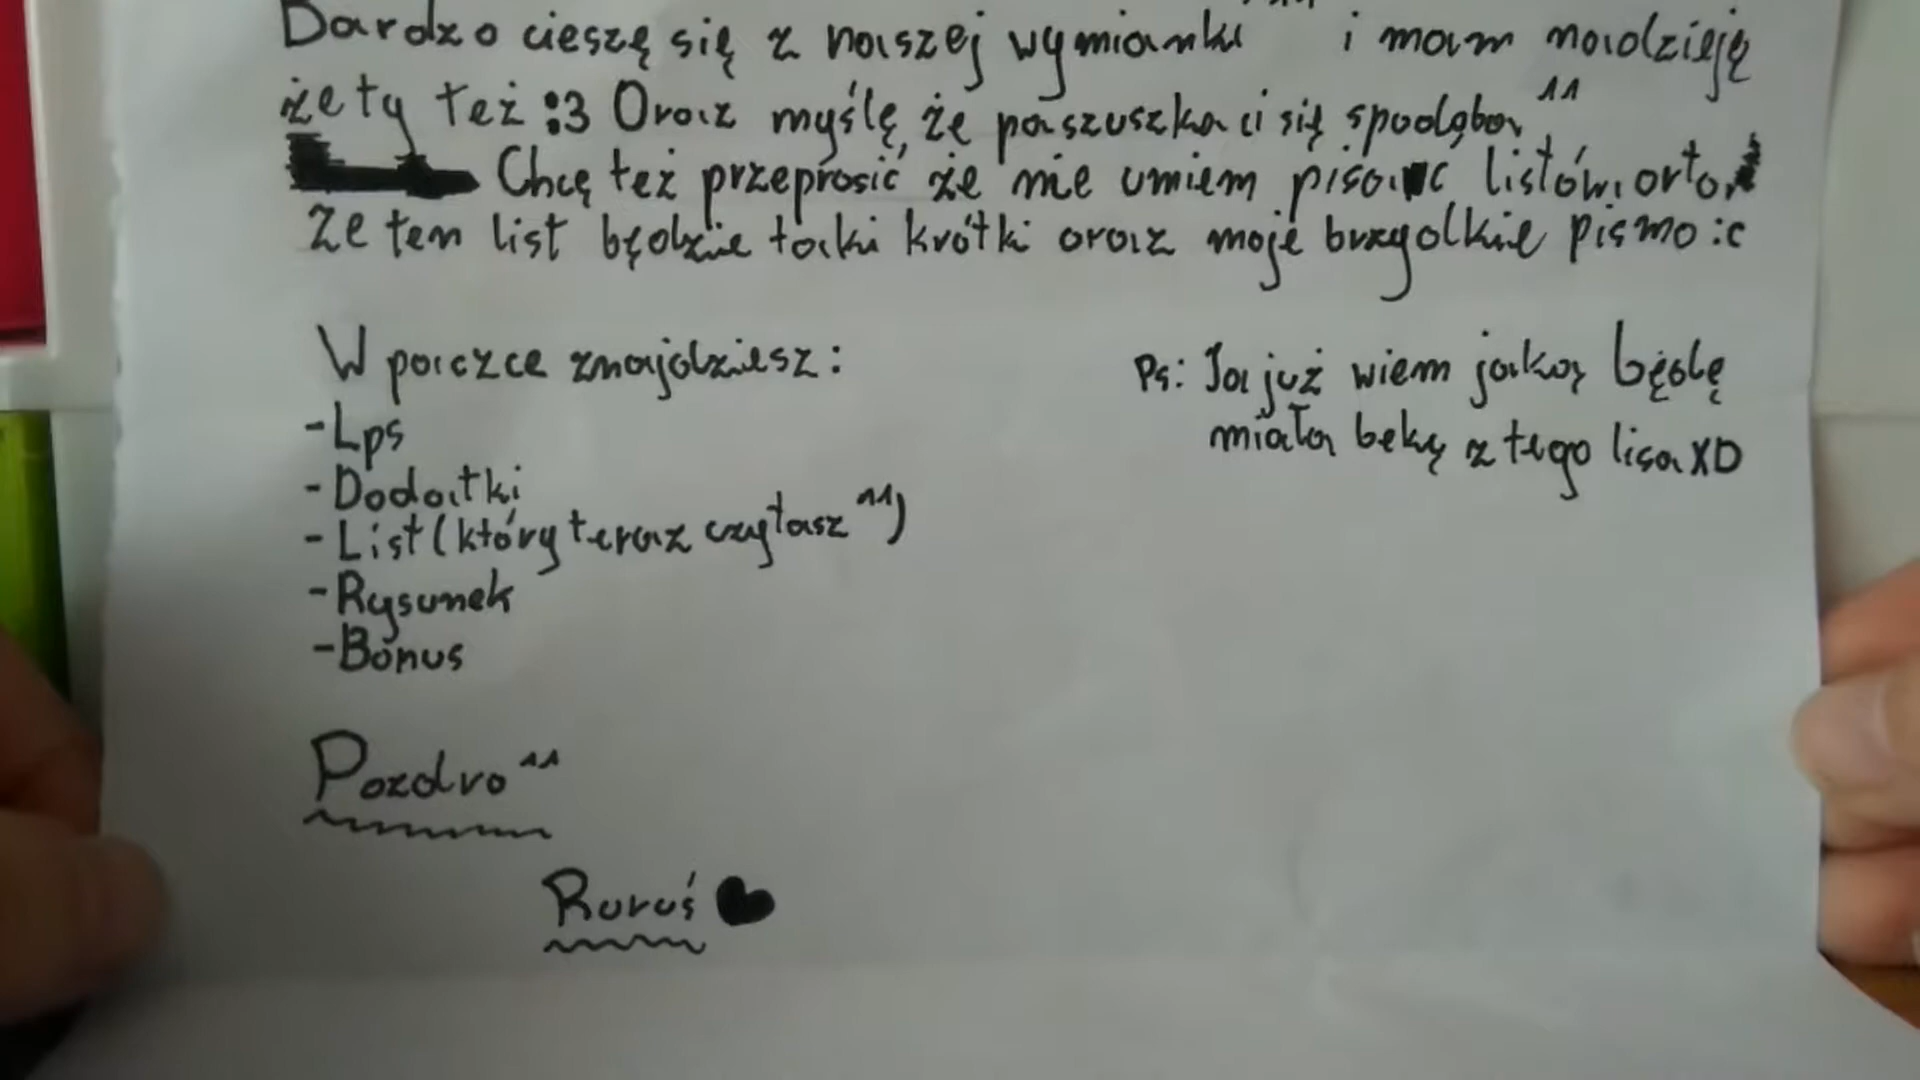 Bardzo cieszę się z naszej wymianki ^^ i mam nadzieję
że ty też :3 Oraz myślę, że paszuszka ci się spodoba ^^
Chcę też przeprosić, że nie umiem pisać listów, orto,
że ten list będzie taki krótki oraz moje brzydkie pismo :c
W paczce znajdziesz:
- Lps
- Dodatki
- List (który teraz czytasz ^^)
- Rysunek
- Bonus
Ps: Ja już wiem jaką będę
miała bekę z tego lisa XD
Pozdro ^^
Ruruś ♥